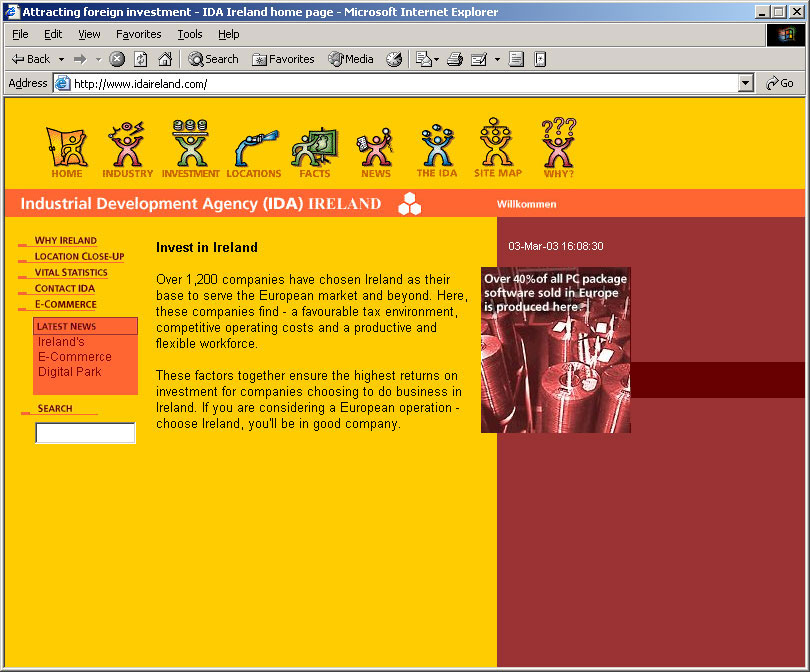 Attracting foreign investment - IDA Ireland home page - Microsoft Internet Explorer
File Edit View Favorites Tools Help
Back Search Favorites Media
Address http://www.idaireland.com/ Go
???
HOME INDUSTRY INVESTMENT LOCATIONS FACTS NEWS THE IDA SITE MAP WHY?
Industrial Development Agency (IDA) IRELAND Willkommen
WHY IRELAND
LOCATION CLOSE-UP
VITAL STATISTICS
CONTACT IDA
E-COMMERCE
LATEST NEWS
Ireland's
E-Commerce
Digital Park
SEARCH
Invest in Ireland
Over 1,200 companies have chosen Ireland as their
base to serve the European market and beyond. Here,
these companies find - a favourable tax environment,
competitive operating costs and a productive and
flexible workforce.
These factors together ensure the highest returns on
investment for companies choosing to do business in
Ireland. If you are considering a European operation -
choose Ireland, you'll be in good company.
03-Mar-03 16:08:30
Over 40% of all PC package
software sold in Europe
is produced here.